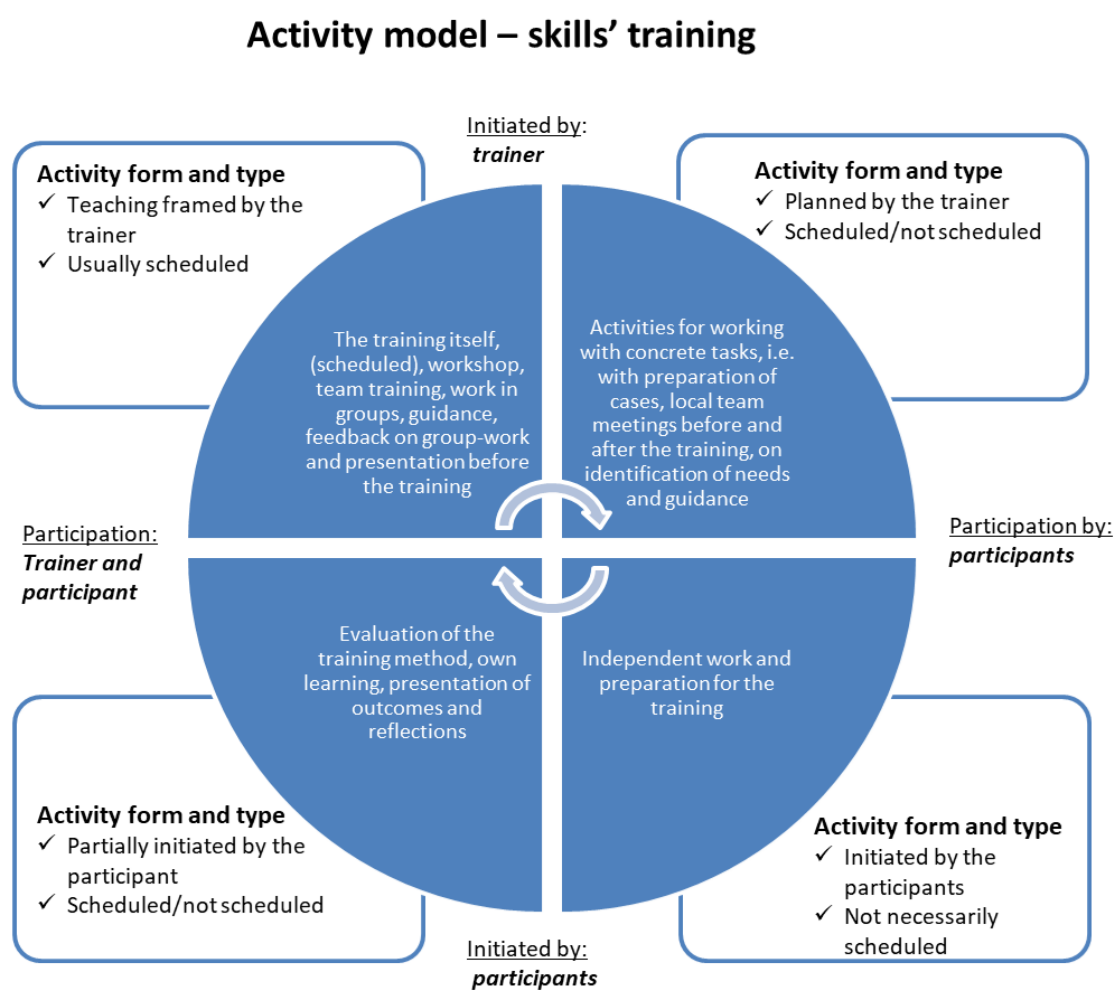 Activity model – skills’ training
Initiated by:
trainer
Activity form and type
✓ Teaching framed by the
trainer
✓ Usually scheduled
Activity form and type
✓ Planned by the trainer
✓ Scheduled/not scheduled
The training itself,
(scheduled), workshop,
team training, work in
groups, guidance,
feedback on group-work
and presentation before
the training
Activities for working
with concrete tasks, i.e.
with preparation of
cases, local team
meetings before and
after the training, on
identification of needs
and guidance
Participation:
Trainer and
participant
Participation by:
participants
Evaluation of the
training method, own
learning, presentation of
outcomes and
reflections
Independent work and
preparation for the
training
Activity form and type
✓ Partially initiated by the
participant
✓ Scheduled/not scheduled
Activity form and type
✓ Initiated by the
participants
✓ Not necessarily
scheduled
Initiated by:
participants